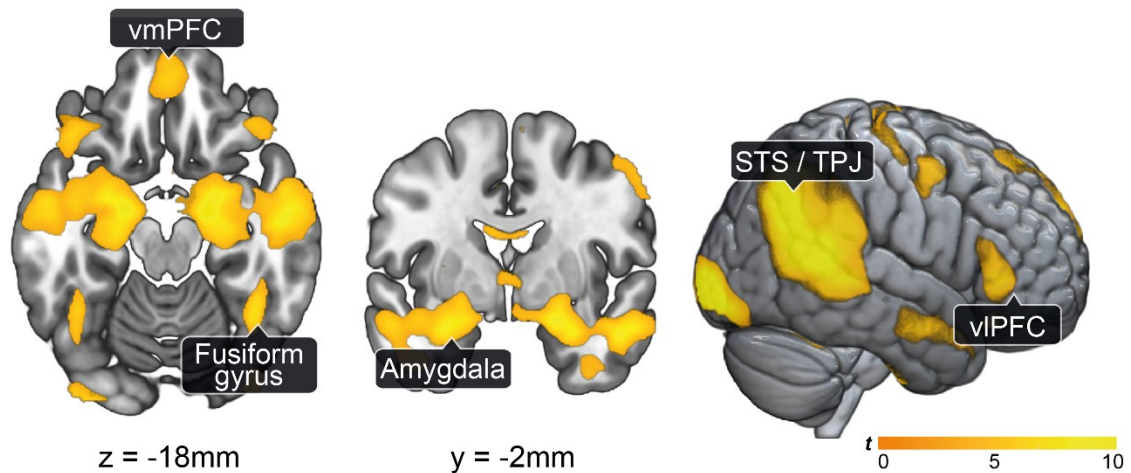 vmPFC
STS / TPJ
Fusiform
gyrus
Amygdala
vlPFC
z = -18mm
y = -2mm
t
0 5 10